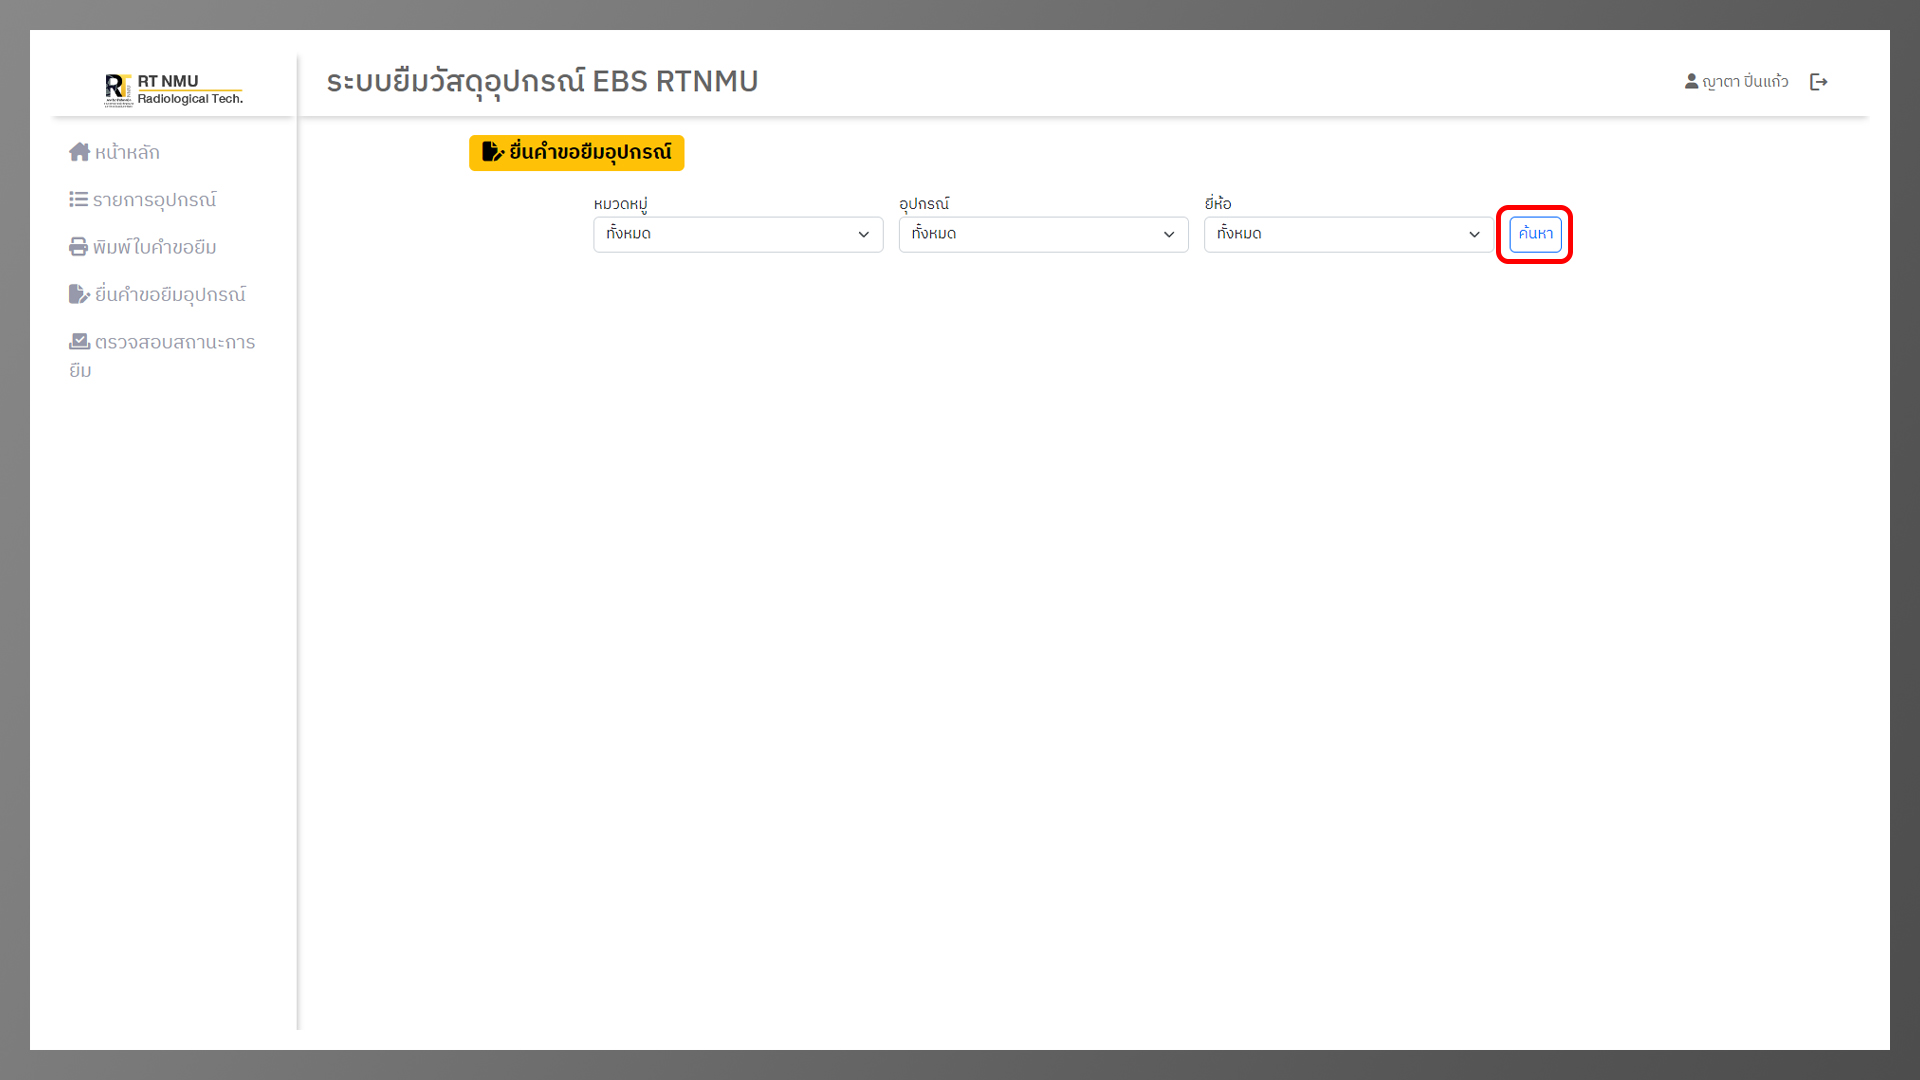 RT NMU
Radiological Tech.
ระบบยืมวัสดุอุปกรณ์ EBS RTNMU
ญาตา ปิ่นแก้ว
หน้าหลัก
รายการอุปกรณ์
พิมพ์ใบคำขอยืม
ยื่นคำขอยืมอุปกรณ์
ตรวจสอบสถานะการ
ยืม
ยื่นคำขอยืมอุปกรณ์
หมวดหมู่
อุปกรณ์
ยี่ห้อ
ทั้งหมด
ทั้งหมด
ทั้งหมด
ค้นหา